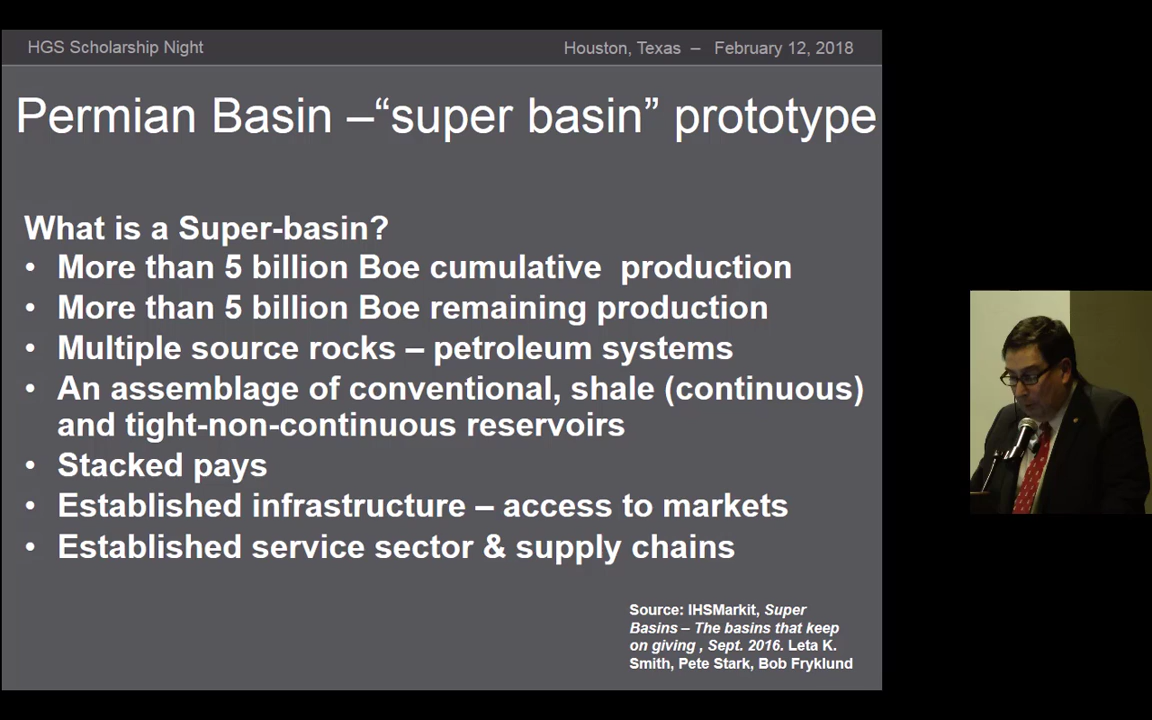 HGS Scholarship Night
Houston, Texas – February 12, 2018
Permian Basin –“super basin” prototype
What is a Super-basin?
• More than 5 billion Boe cumulative production
• More than 5 billion Boe remaining production
• Multiple source rocks – petroleum systems
• An assemblage of conventional, shale (continuous)
and tight-non-continuous reservoirs
• Stacked pays
• Established infrastructure – access to markets
• Established service sector & supply chains
Source: IHSMarkit, Super
Basins – The basins that keep
on giving , Sept. 2016. Leta K.
Smith, Pete Stark, Bob Fryklund